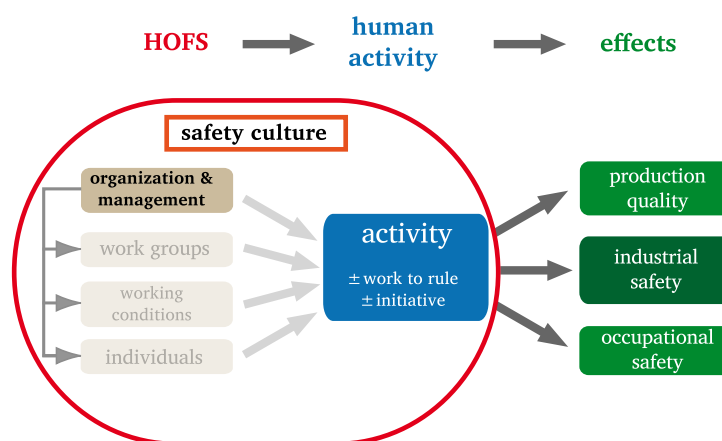 HOFS
human
activity
effects
safety culture
organization &
management
work groups
working
conditions
individuals
activity
± work to rule
± initiative
production
quality
industrial
safety
occupational
safety